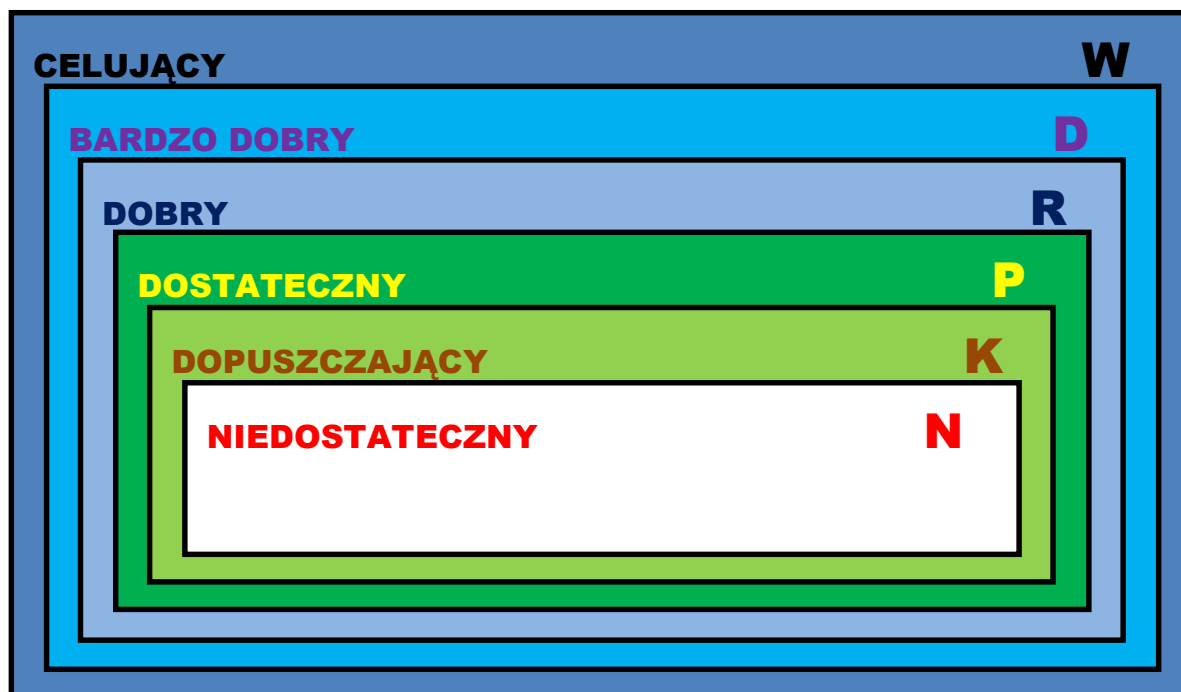 CELUJĄCY W
BARDZO DOBRY D
DOBRY R
DOSTATECZNY P
DOPUSZCZAJĄCY K
NIEDOSTATECZNY N